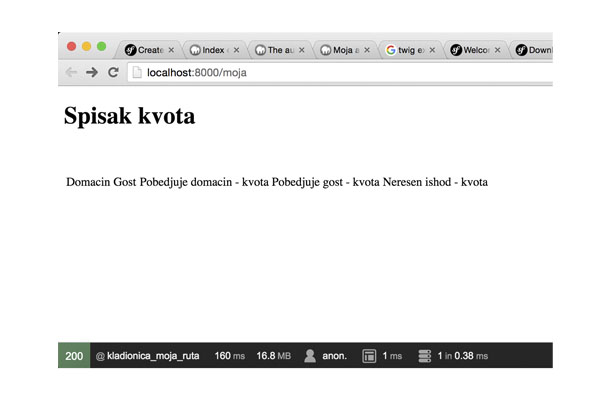 Create
Index
The au
Moja a
twig ex
Welcor
Downl
localhost:8000/moja
Spisak kvota
Domacin Gost Pobedjuje domacin - kvota Pobedjuje gost - kvota Neresen ishod - kvota
200 @ kladionica_moja_ruta 160 ms 16.8 MB anon. 1 ms 1 in 0.38 ms